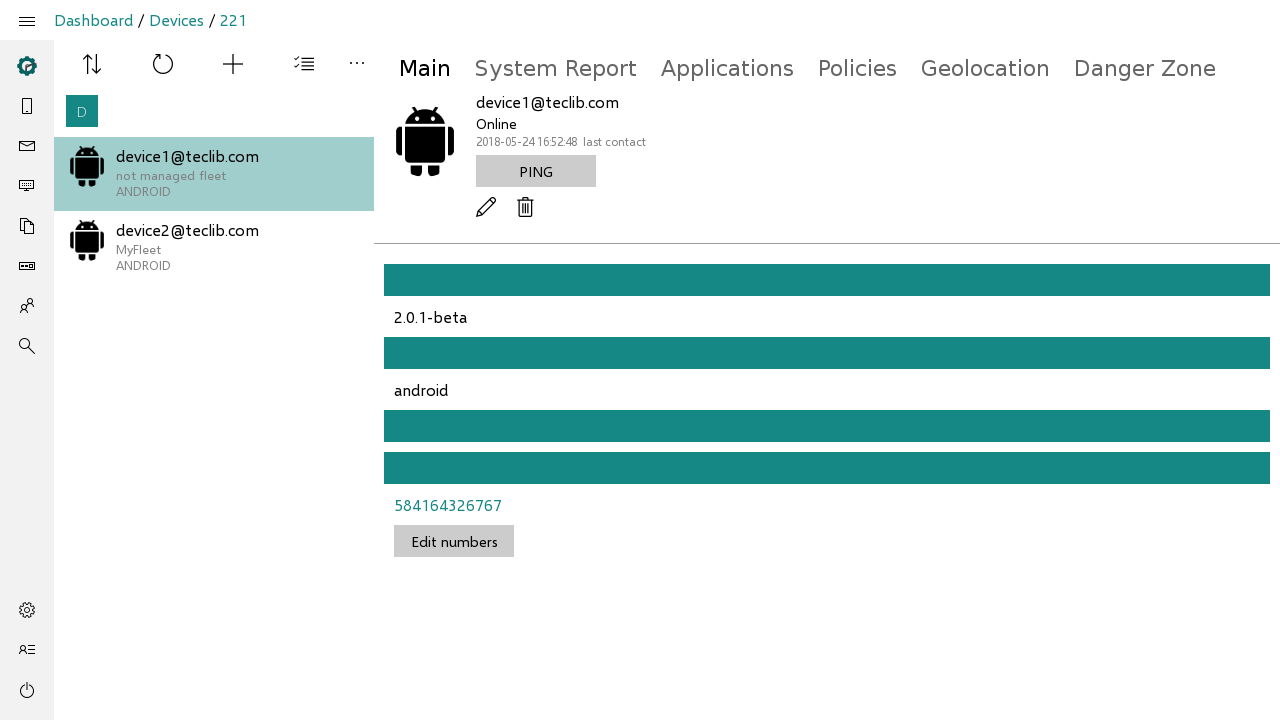 Dashboard / Devices / 221
D
device1@teclib.com
not managed fleet
ANDROID
device2@teclib.com
MyFleet
ANDROID
Main System Report Applications Policies Geolocation Danger Zone
device1@teclib.com
Online
2018-05-24 16:52:48 last contact
PING
2.0.1-beta
android
584164326767
Edit numbers